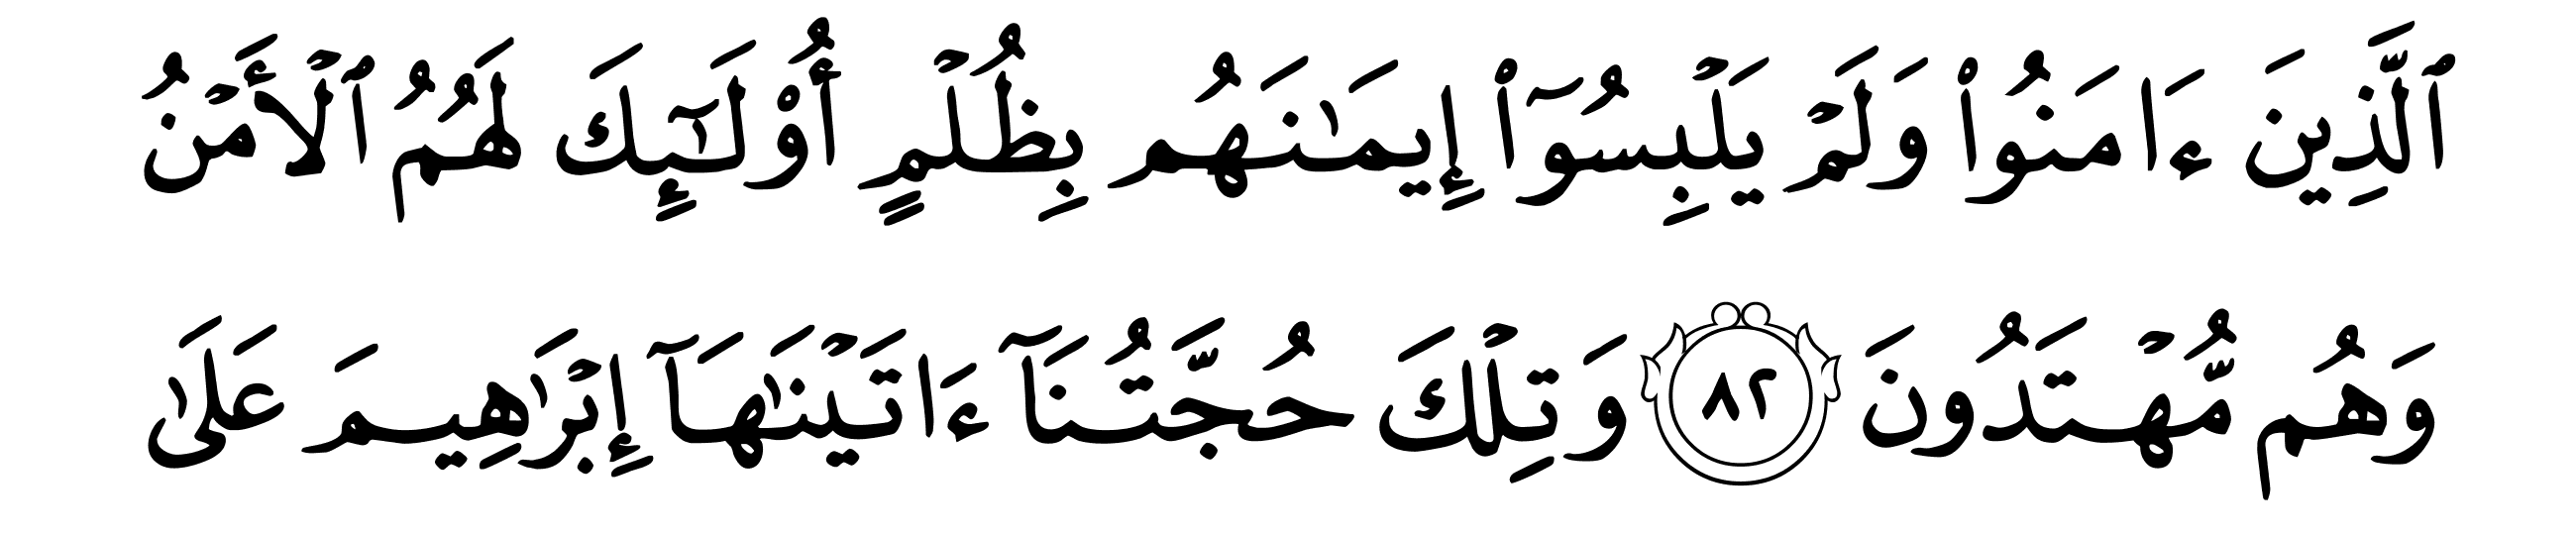 ٱلَّذِينَ ءَامَنُوا۟ وَلَمْ يَلْبِسُوٓا۟ إِيمَـٰنَهُم بِظُلْمٍ أُو۟لَـٰٓئِكَ لَهُمُ ٱلْأَمْنُ
وَهُم مُّهْتَدُونَ ٨٢ وَتِلْكَ حُجَّتُنَآ ءَاتَيْنَـٰهَآ إِبْرَٰهِيمَ عَلَىٰ